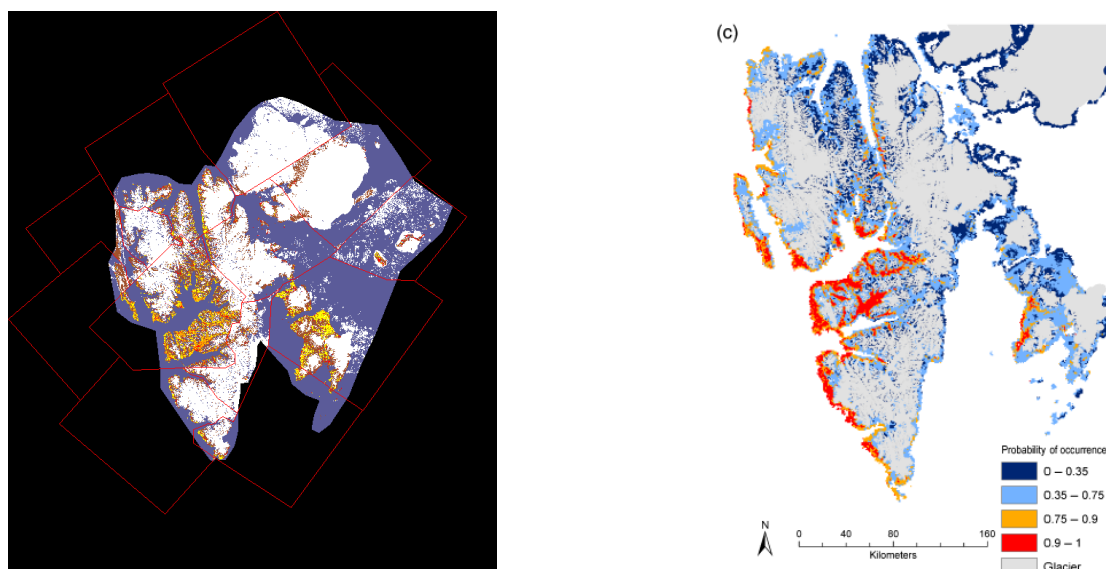 (c)
Probability of occurrence
0 – 0.35
0.35 – 0.75
0.75 – 0.9
0.9 – 1
Glacier
N
0 40 80 160
Kilometers